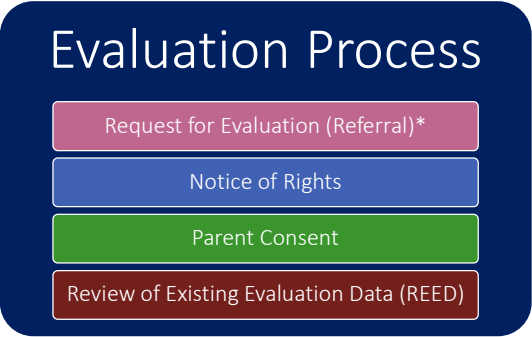 Evaluation Process
Request for Evaluation (Referral)*
Notice of Rights
Parent Consent
Review of Existing Evaluation Data (REED)